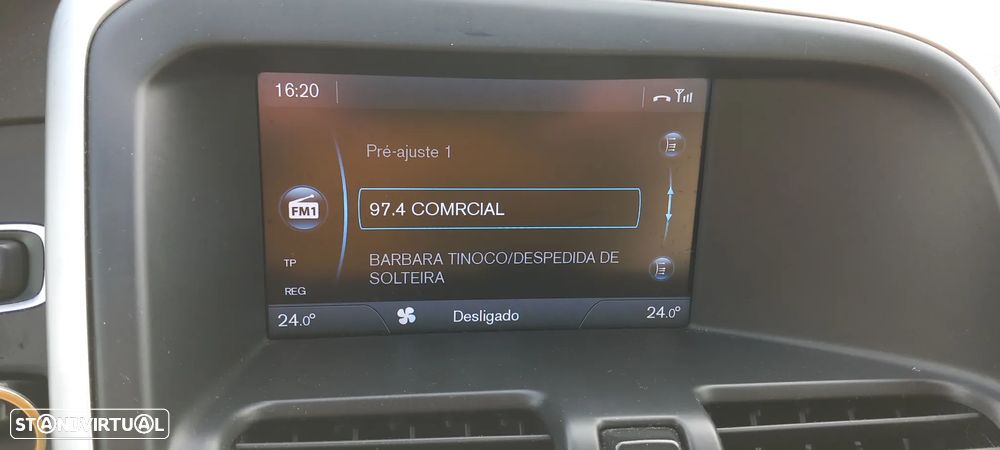 16:20
Pré-ajuste 1
FM1
97.4 COMRCIAL
TP
BARBARA TINOCO/DESPEDIDA DE
SOLTEIRA
REG
24.0°
Desligado
24.0°
STANDVIRTUAL